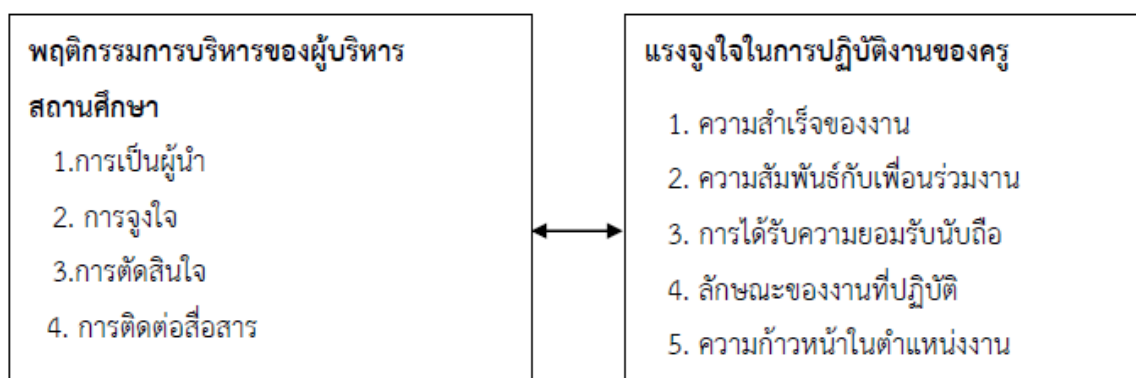 พฤติกรรมการบริหารของผู้บริหาร
สถานศึกษา
1.การเป็นผู้นำ
2. การจูงใจ
3.การตัดสินใจ
4. การติดต่อสื่อสาร
แรงจูงใจในการปฏิบัติงานของครู
1. ความสำเร็จของงาน
2. ความสัมพันธ์กับเพื่อนร่วมงาน
3. การได้รับความยอมรับนับถือ
4. ลักษณะของงานที่ปฏิบัติ
5. ความก้าวหน้าในตำแหน่งงาน